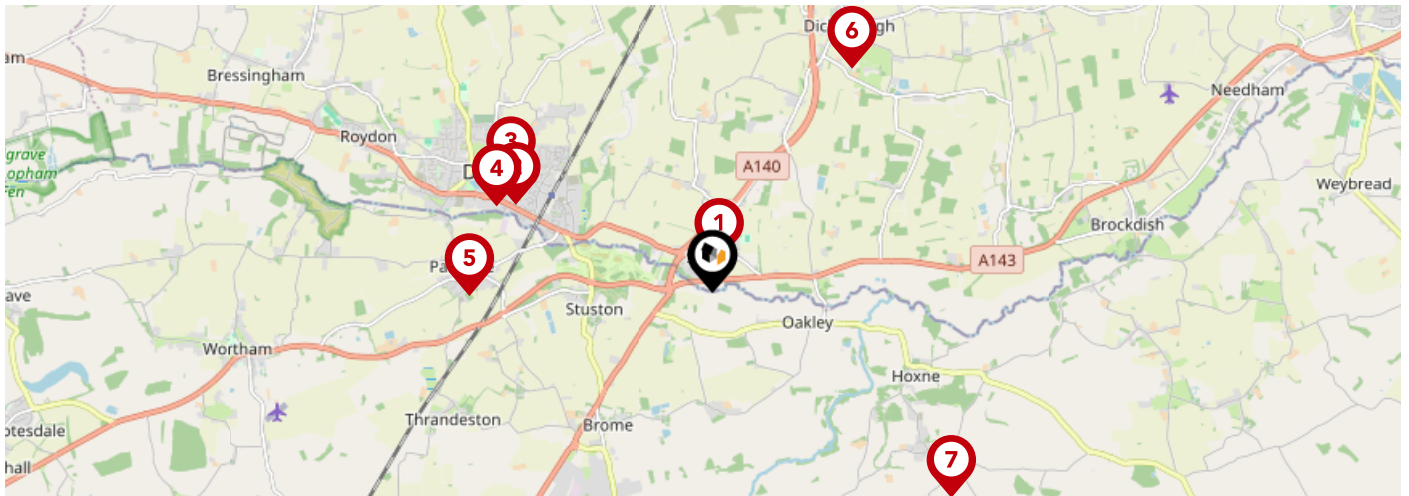 6
Bressingham
Needham
3
Roydon
4
A140
Weybread
1
Brockdish
5
A143
Stuston
Oakley
Wortham
Hoxne
Thrandeston
Brome
7